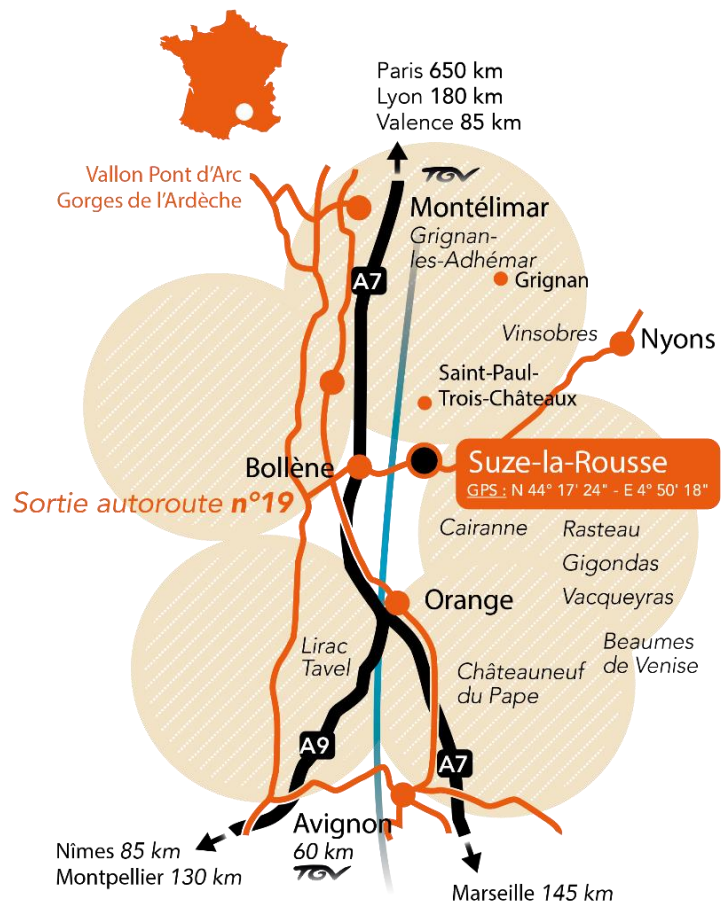 Paris 650 km
Lyon 180 km
Valence 85 km
TGV
Vallon Pont d'Arc
Gorges de l'Ardèche
Montélimar
Grignan-
les-Adhémar
A7
Grignan
Vinsobres
Nyons
Saint-Paul-
Trois-Châteaux
Bollène
Suze-la-Rousse
GPS : N 44° 17' 24" - E 4° 50' 18"
Sortie autoroute n°19
Cairanne
Rasteau
Gigondas
Vacqueyras
Orange
Lirac
Tavel
Beaumes
de Venise
Châteauneuf
du Pape
A9
A7
Avignon
60 km
TGV
Nîmes 85 km
Montpellier 130 km
Marseille 145 km